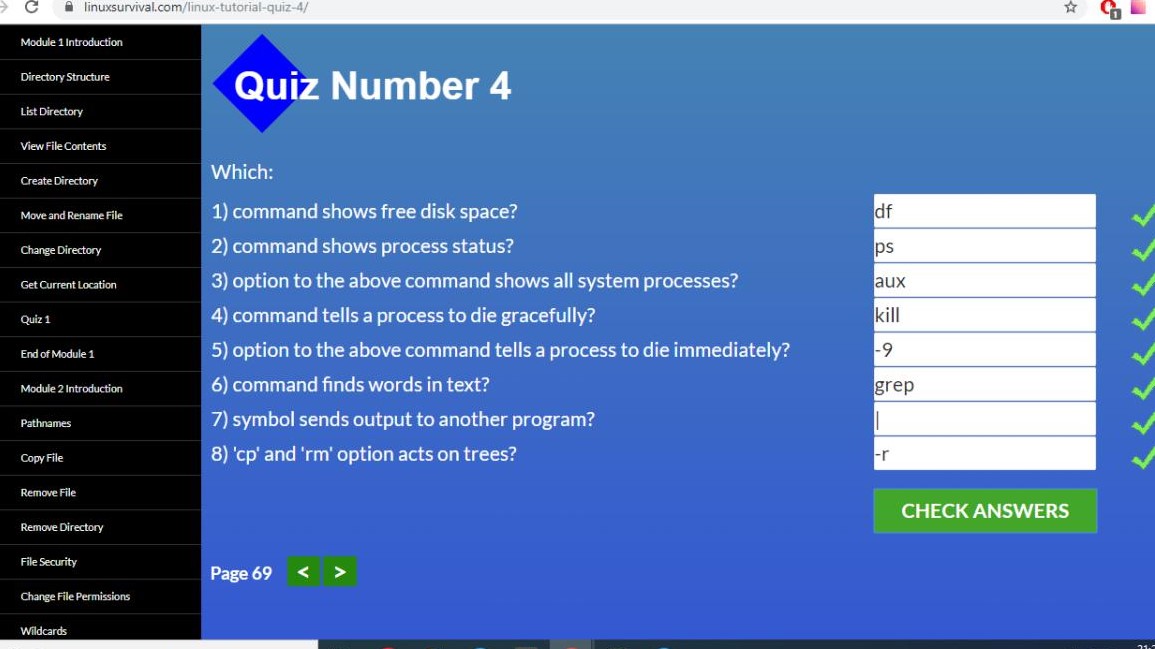 linuxsurvival.com/linux-tutorial-quiz-4/
1
Module 1 Introduction
Directory Structure
List Directory
View File Contents
Create Directory
Move and Rename File
Change Directory
Get Current Location
Quiz 1
End of Module 1
Module 2 Introduction
Pathnames
Copy File
Remove File
Remove Directory
File Security
Change File Permissions
Wildcards
Quiz Number 4
Which:
1) command shows free disk space? df
2) command shows process status? ps
3) option to the above command shows all system processes? aux
4) command tells a process to die gracefully? kill
5) option to the above command tells a process to die immediately? -9
6) command finds words in text? grep
7) symbol sends output to another program? |
8) 'cp' and 'rm' option acts on trees? -r
CHECK ANSWERS
Page 69 < >